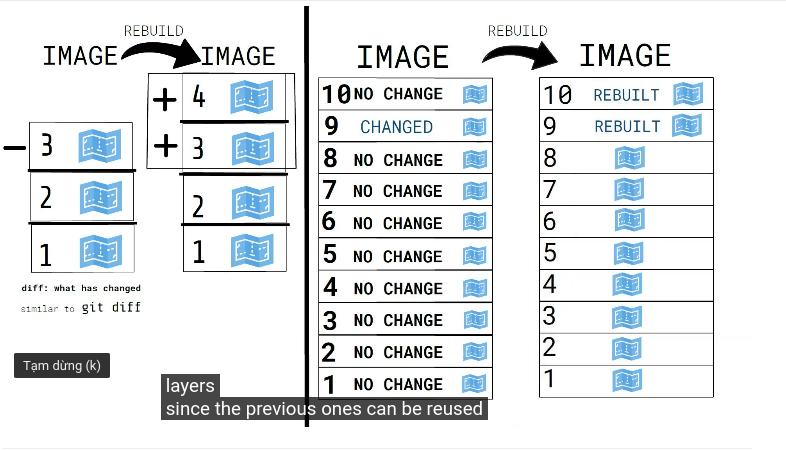 REBUILD
IMAGE
IMAGE
+ 4
+ 3
2
1
- 3
2
1
diff: what has changed
similar to git diff
Tạm dừng (k)
REBUILD
IMAGE
IMAGE
10 NO CHANGE
9 CHANGED
8 NO CHANGE
7 NO CHANGE
6 NO CHANGE
5 NO CHANGE
4 NO CHANGE
3 NO CHANGE
2 NO CHANGE
1 NO CHANGE
10 REBUILT
9 REBUILT
8
7
6
5
4
3
2
1
layers
since the previous ones can be reused